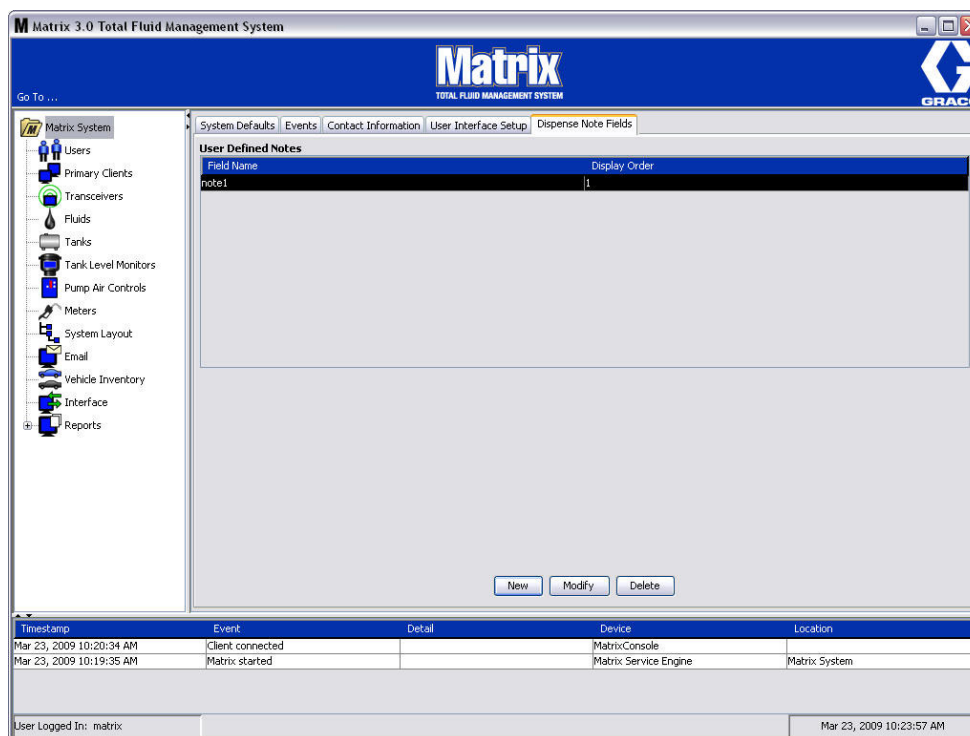 Matrix 3.0 Total Fluid Management System
Matrix
TOTAL FLUID MANAGEMENT SYSTEM
Go To ...
GRACO
Matrix System
Users
Primary Clients
Transceivers
Fluids
Tanks
Tank Level Monitors
Pump Air Controls
Meters
System Layout
Email
Vehicle Inventory
Interface
Reports
System Defaults Events Contact Information User Interface Setup Dispense Note Fields
User Defined Notes
Field Name Display Order
note1 1
New Modify Delete
Timestamp Event Detail Device Location
Mar 23, 2009 10:20:34 AM Client connected MatrixConsole
Mar 23, 2009 10:19:35 AM Matrix started Matrix Service Engine Matrix System
User Logged In: matrix Mar 23, 2009 10:23:57 AM